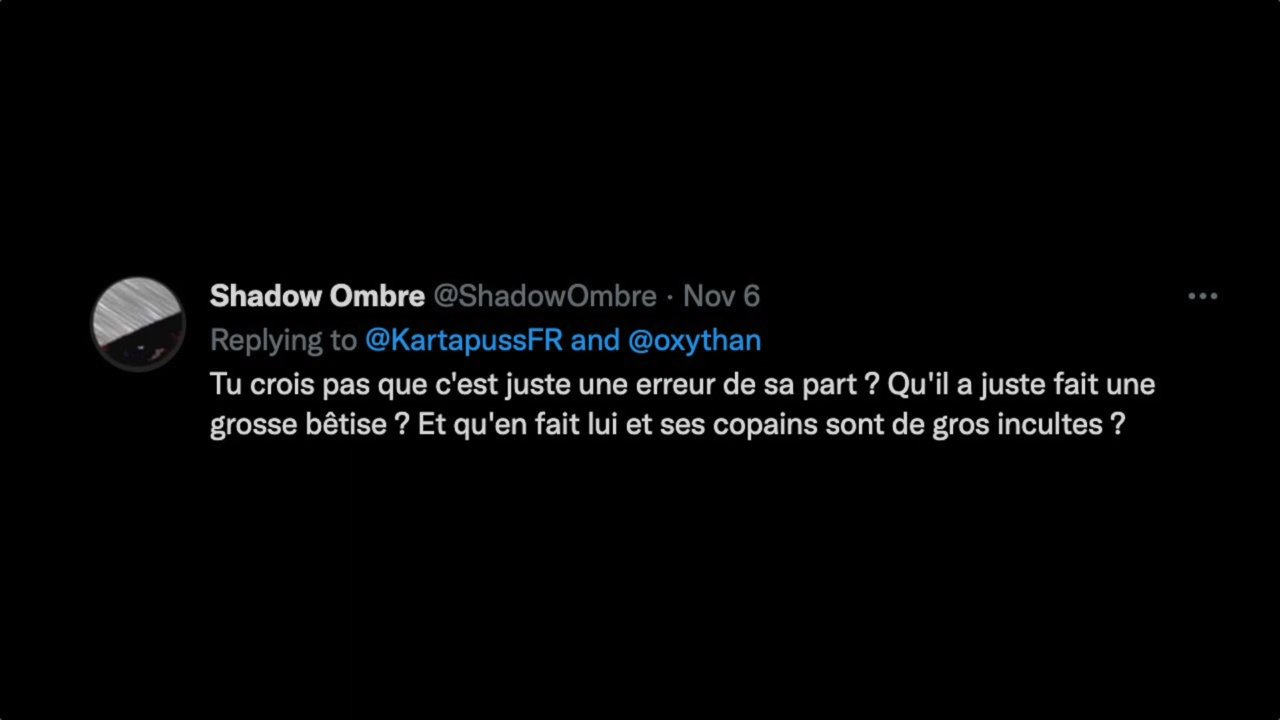 Shadow Ombre @ShadowOmbre · Nov 6
Replying to @KartapussFR and @oxythan
Tu crois pas que c'est juste une erreur de sa part ? Qu'il a juste fait une
grosse bêtise ? Et qu'en fait lui et ses copains sont de gros incultes ?